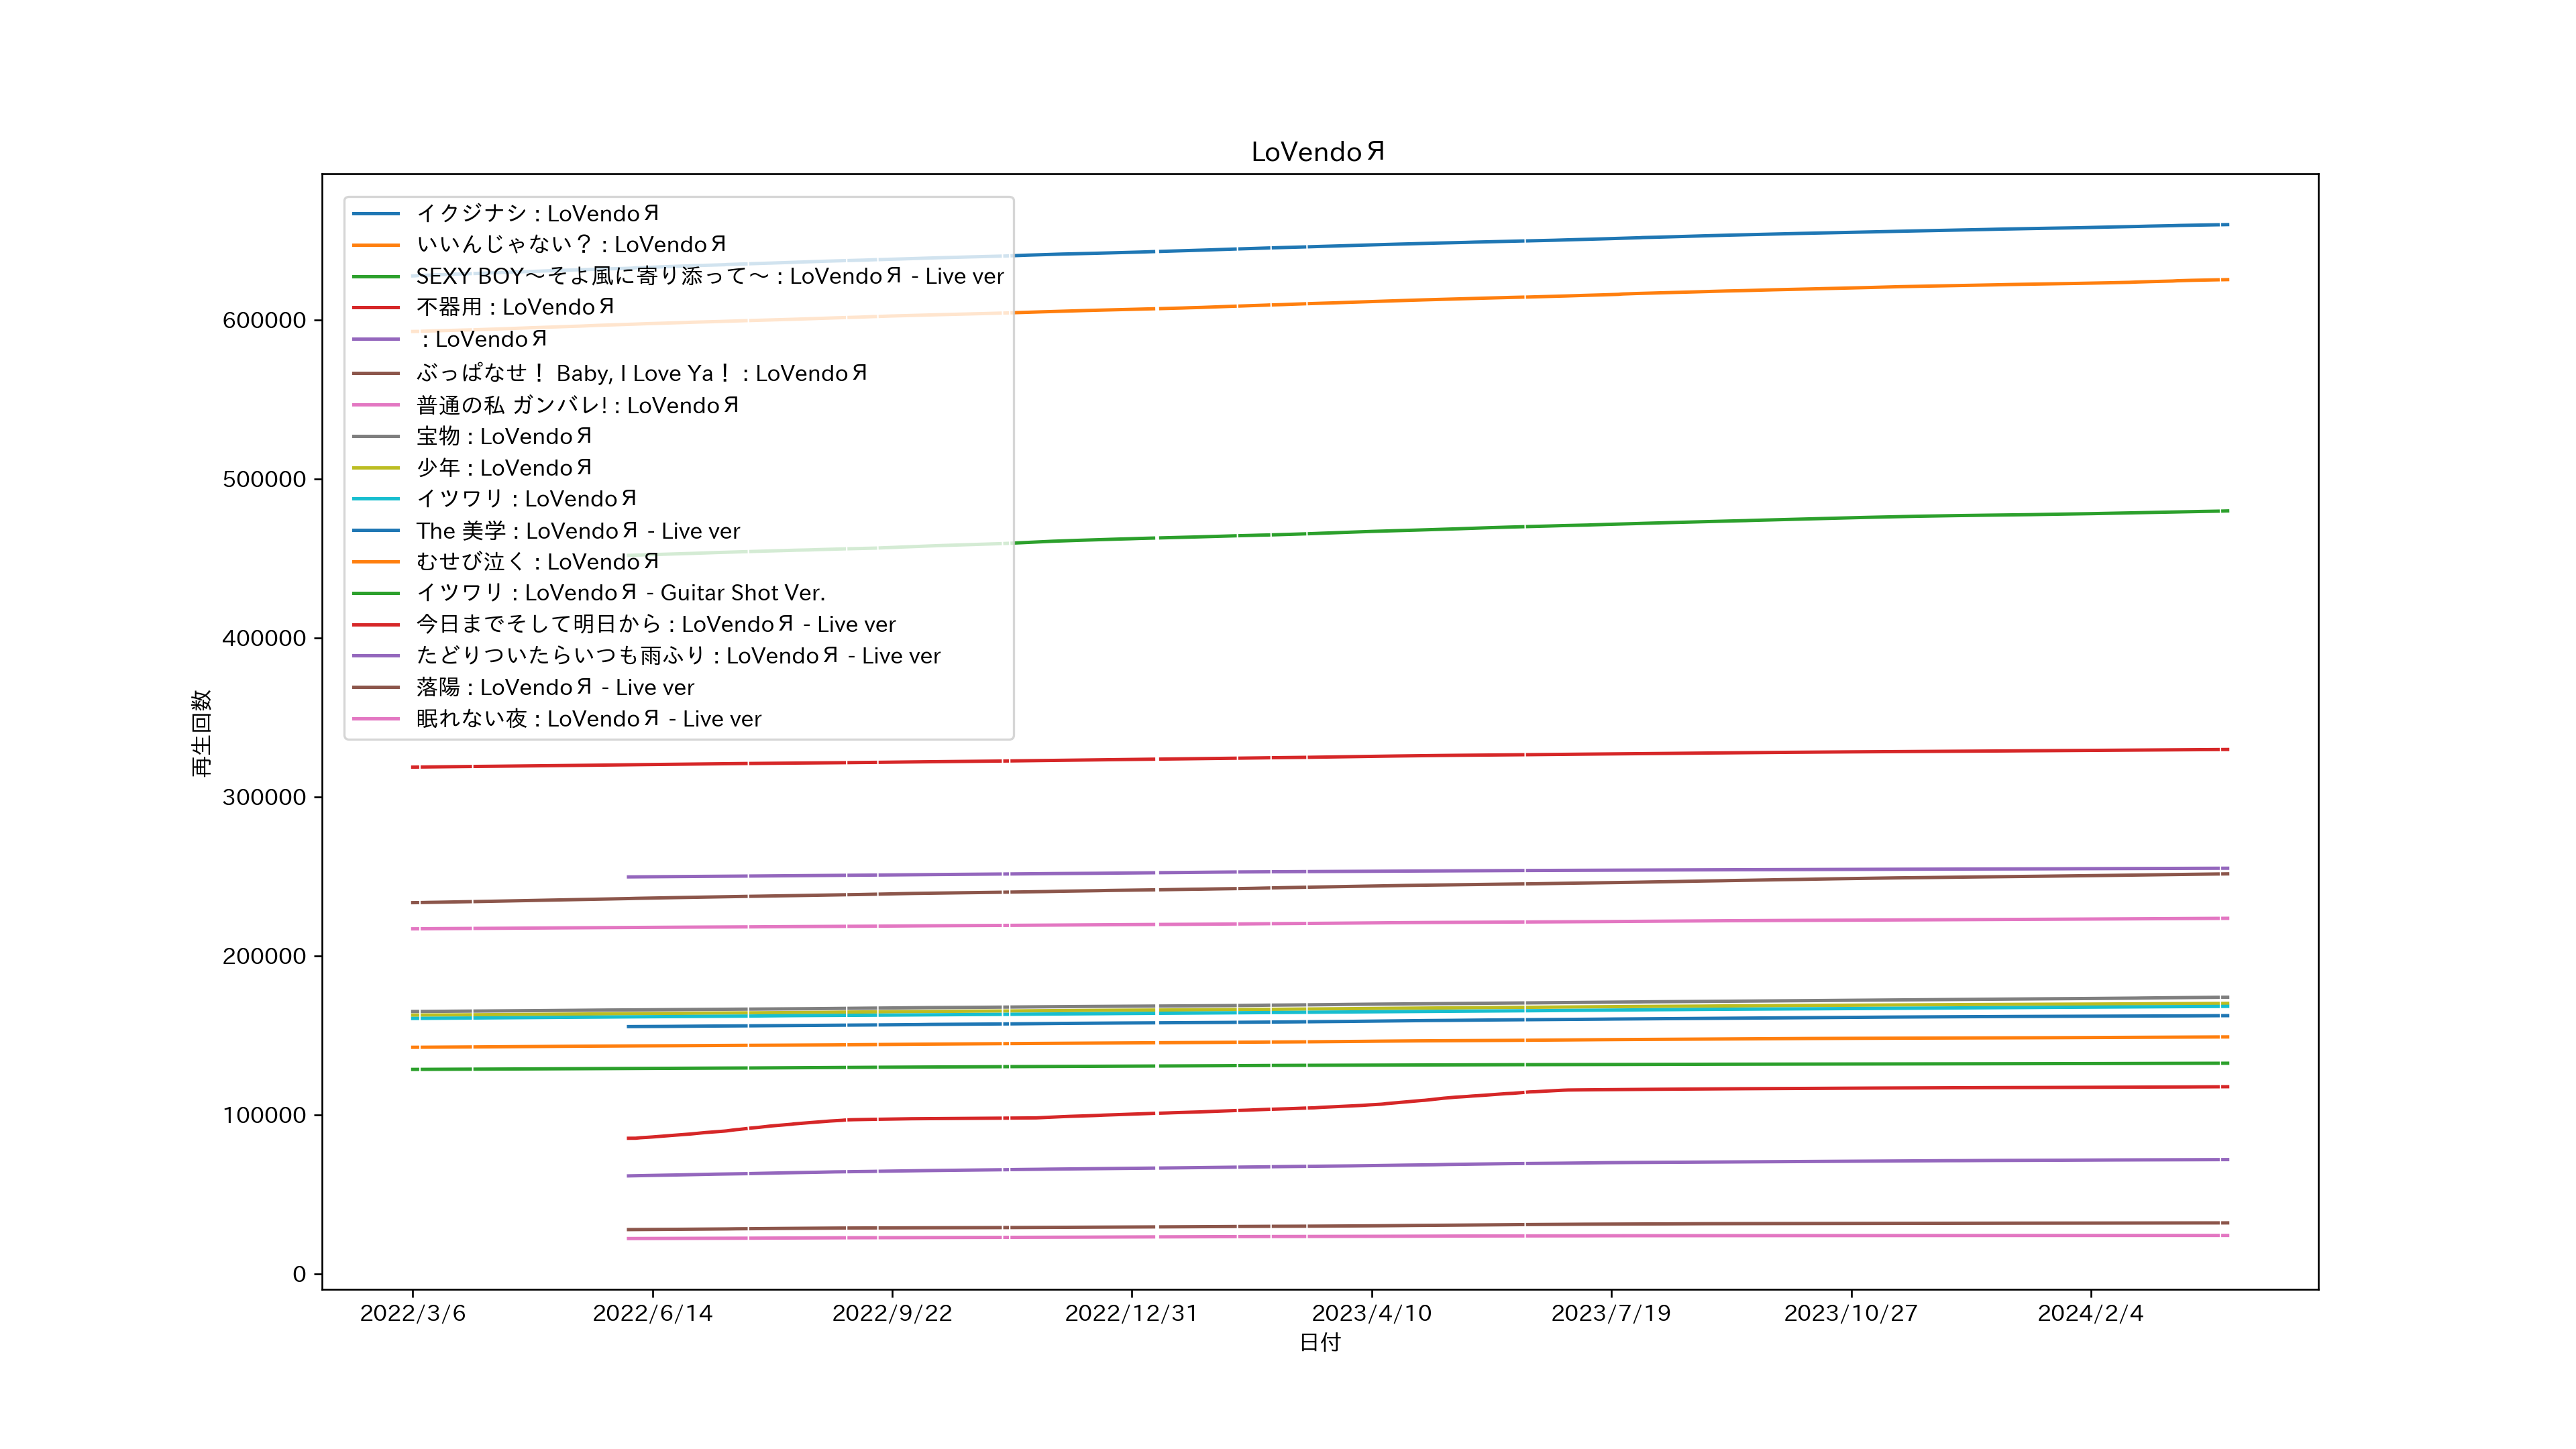 LoVendoЯ
イクジナシ : LoVendoЯ
いいんじゃない？ : LoVendoЯ
SEXY BOY～そよ風に寄り添って～ : LoVendoЯ - Live ver
不器用 : LoVendoЯ
: LoVendoЯ
ぶっぱなせ！ Baby, I Love Ya！ : LoVendoЯ
普通の私 ガンバレ! : LoVendoЯ
宝物 : LoVendoЯ
少年 : LoVendoЯ
イツワリ : LoVendoЯ
The 美学 : LoVendoЯ - Live ver
むせび泣く : LoVendoЯ
イツワリ : LoVendoЯ - Guitar Shot Ver.
今日までそして明日から : LoVendoЯ - Live ver
たどりついたらいつも雨ふり : LoVendoЯ - Live ver
落陽 : LoVendoЯ - Live ver
眠れない夜 : LoVendoЯ - Live ver
600000
500000
400000
300000
200000
100000
0
再生回数
2022/3/6 2022/6/14 2022/9/22 2022/12/31 2023/4/10 2023/7/19 2023/10/27 2024/2/4
日付